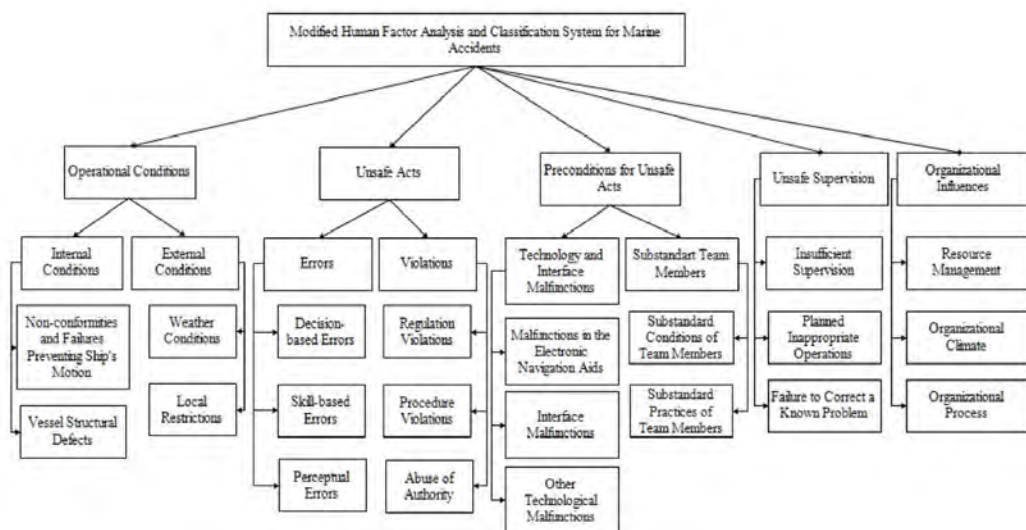 Modified Human Factor Analysis and Classification System for Marine
Accidents
Operational Conditions
Unsafe Acts
Preconditions for Unsafe
Acts
Unsafe Supervision
Organizational
Influences
Internal
Conditions
External
Conditions
Errors
Violations
Technology and
Interface
Malfunctions
Substandart Team
Members
Insufficient
Supervision
Resource
Management
Non-conformities
and Failures
Preventing Ship's
Motion
Weather
Conditions
Decision-
based Errors
Regulation
Violations
Malfunctions in the
Electronic
Navigation Aids
Substandard
Conditions of
Team Members
Planned
Inappropriate
Operations
Organizational
Climate
Vessel Structural
Defects
Local
Restrictions
Skill-based
Errors
Procedure
Violations
Interface
Malfunctions
Substandard
Practices of
Team Members
Failure to Correct a
Known Problem
Organizational
Process
Perceptual
Errors
Abuse of
Authority
Other
Technological
Malfunctions